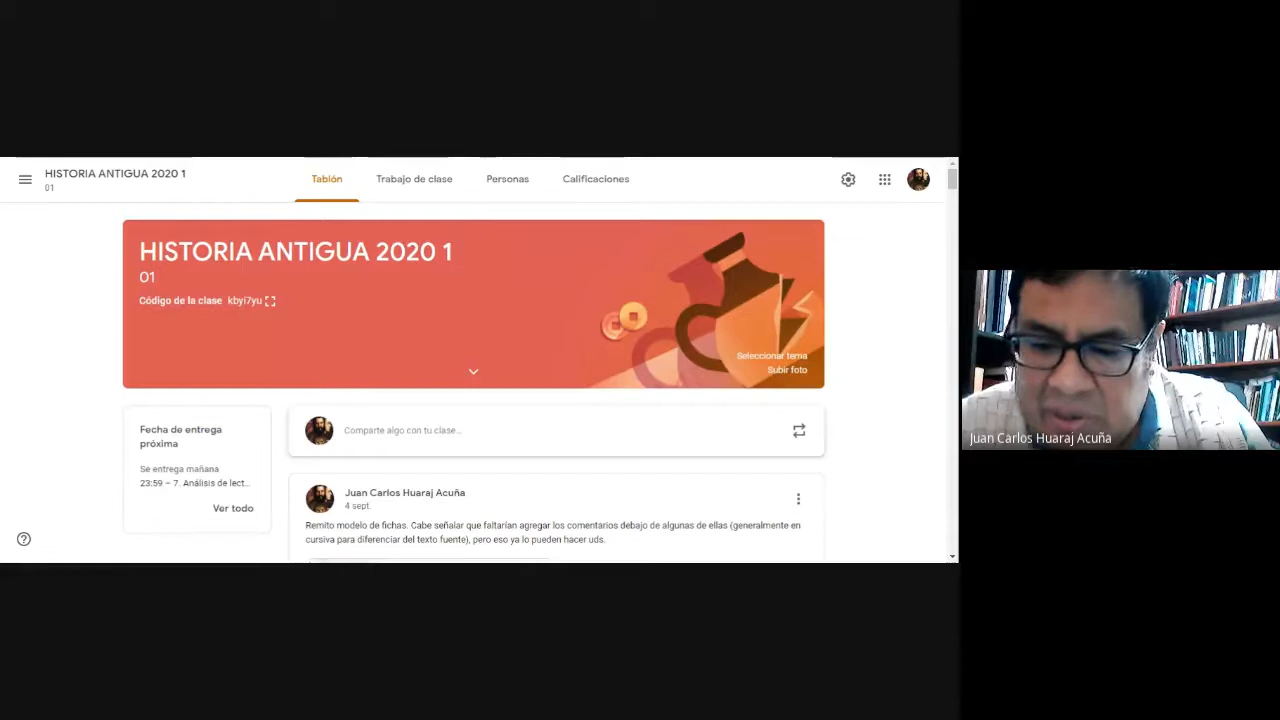 HISTORIA ANTIGUA 2020 1
01
Tablón
Trabajo de clase
Personas
Calificaciones
HISTORIA ANTIGUA 2020 1
01
Código de la clase kbyi7yu
Seleccionar tema
Subir foto
Fecha de entrega
próxima
Se entrega mañana
23:59 – 7. Análisis de lect...
Ver todo
Comparte algo con tu clase...
Juan Carlos Huaraj Acuña
4 sept.
Remito modelo de fichas. Cabe señalar que faltarían agregar los comentarios debajo de algunas de ellas (generalmente en
cursiva para diferenciar del texto fuente), pero eso ya lo pueden hacer uds.
Juan Carlos Huaraj Acuña